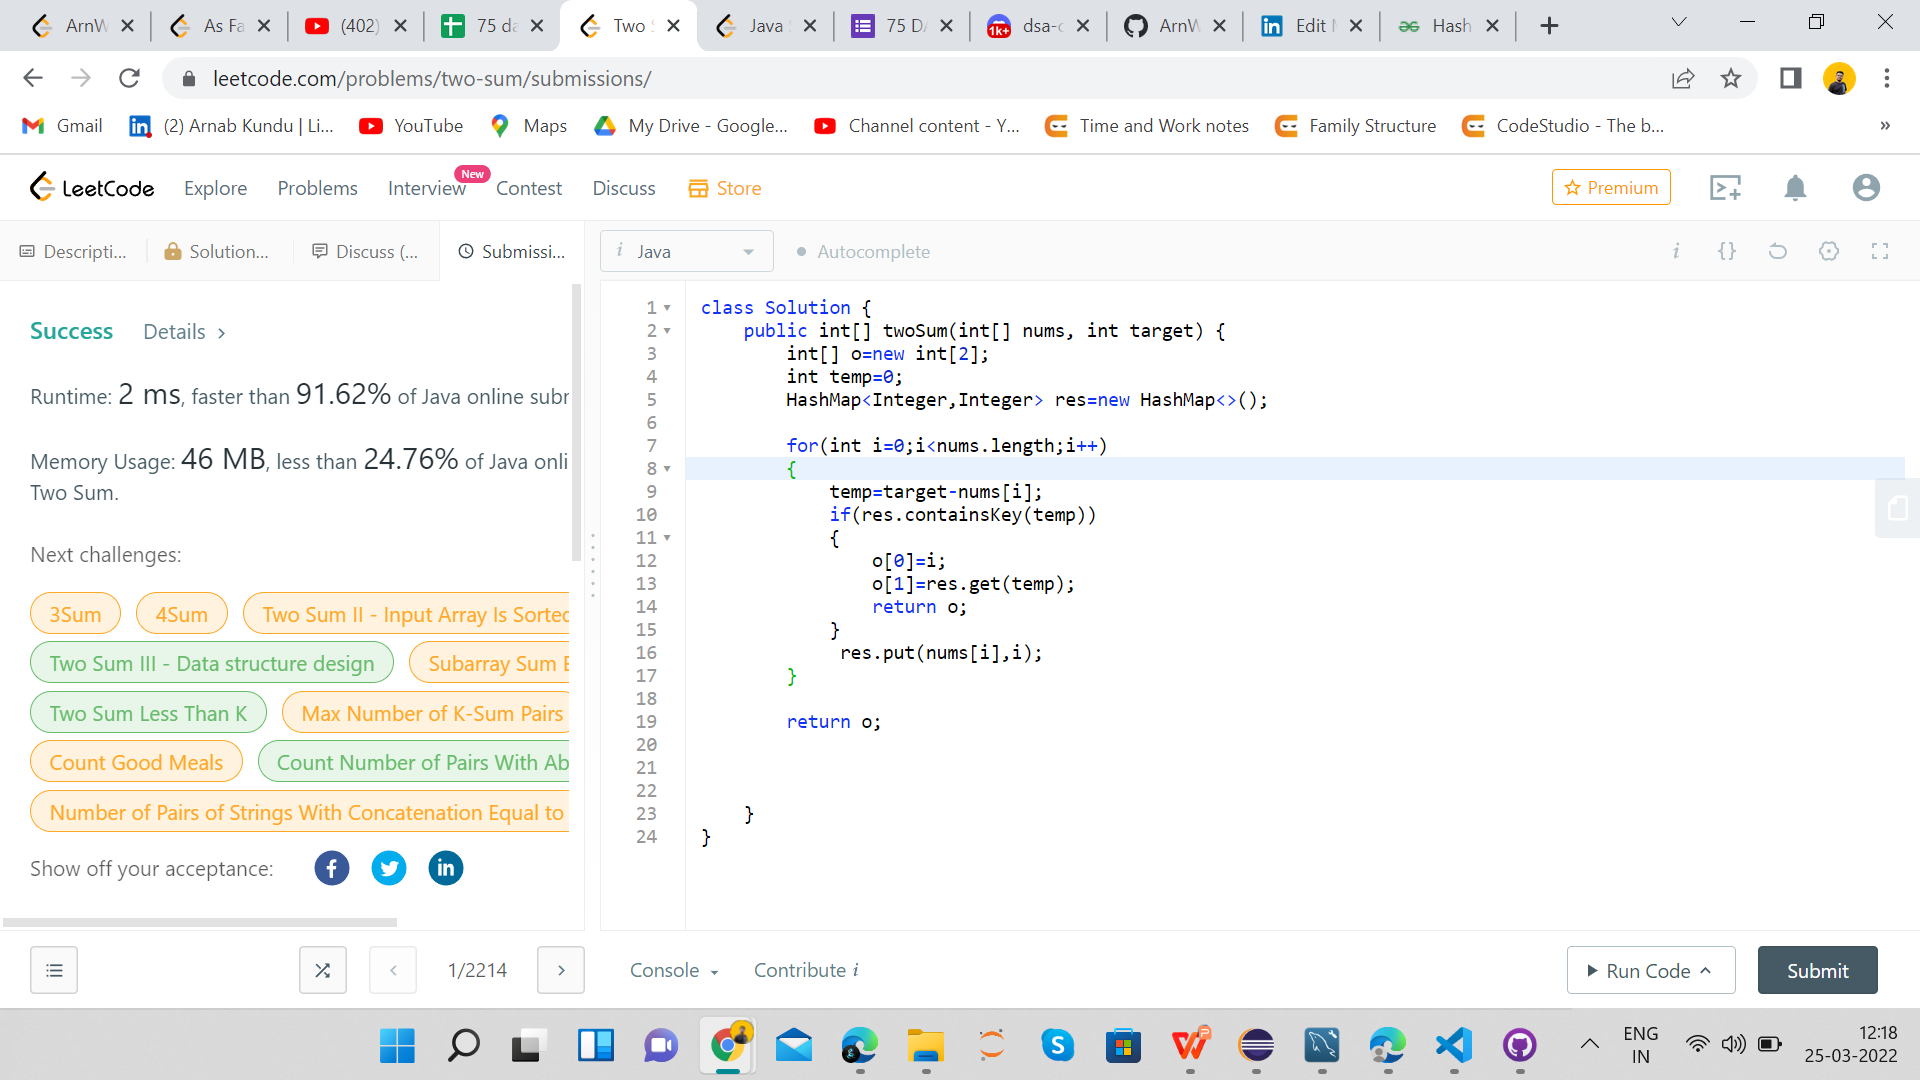 ArnW
As Fa
(402)
75 da
Two S
Java S
75 DA
1K+
dsa-c
ArnW
Edit M
Hash
leetcode.com/problems/two-sum/submissions/
Gmail
(2) Arnab Kundu | Li...
YouTube
Maps
My Drive - Google...
Channel content - Y...
Time and Work notes
Family Structure
CodeStudio - The b...
»
LeetCode
Explore
Problems
Interview
New
Contest
Discuss
Store
Premium
Descripti...
Solution...
Discuss (...
Submissi...
i Java
Autocomplete
i {}
Success
Details >
Runtime: 2 ms, faster than 91.62% of Java online subr
Memory Usage: 46 MB, less than 24.76% of Java onli
Two Sum.
Next challenges:
3Sum
4Sum
Two Sum II - Input Array Is Sorted
Two Sum III - Data structure design
Subarray Sum E
Two Sum Less Than K
Max Number of K-Sum Pairs
Count Good Meals
Count Number of Pairs With Ab
Number of Pairs of Strings With Concatenation Equal to
Show off your acceptance:
1 class Solution {
2 public int[] twoSum(int[] nums, int target) {
3 int[] o=new int[2];
4 int temp=0;
5 HashMap<Integer,Integer> res=new HashMap<>();
6
7 for(int i=0;i<nums.length;i++)
8 {
9 temp=target-nums[i];
10 if(res.containsKey(temp))
11 {
12 o[0]=i;
13 o[1]=res.get(temp);
14 return o;
15 }
16 res.put(nums[i],i);
17 }
18
19 return o;
20
21
22
23 }
24 }
1/2214
Console
Contribute i
Run Code
Submit
ENG
IN
12:18
25-03-2022